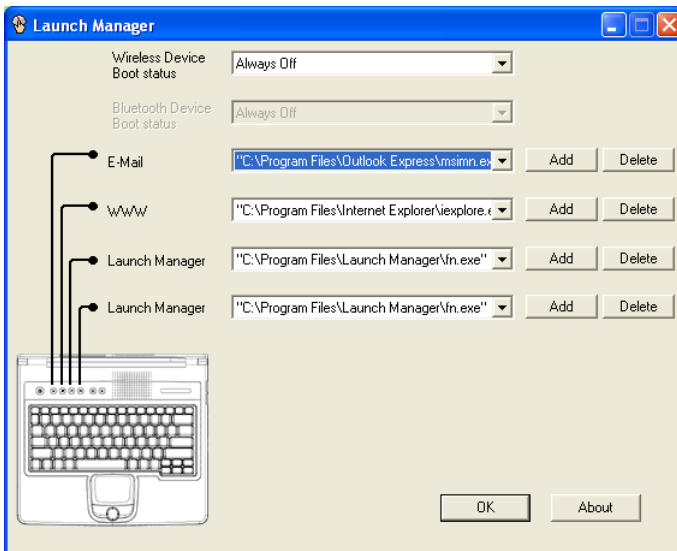 Launch Manager
Wireless Device
Boot status
Always Off
Bluetooth Device
Boot status
Always Off
E-Mail
"C:\Program Files\Outlook Express\msimn.ex
Add
Delete
WWW
"C:\Program Files\Internet Explorer\iexplore.e
Add
Delete
Launch Manager
"C:\Program Files\Launch Manager\fn.exe"
Add
Delete
Launch Manager
"C:\Program Files\Launch Manager\fn.exe"
Add
Delete
OK
About